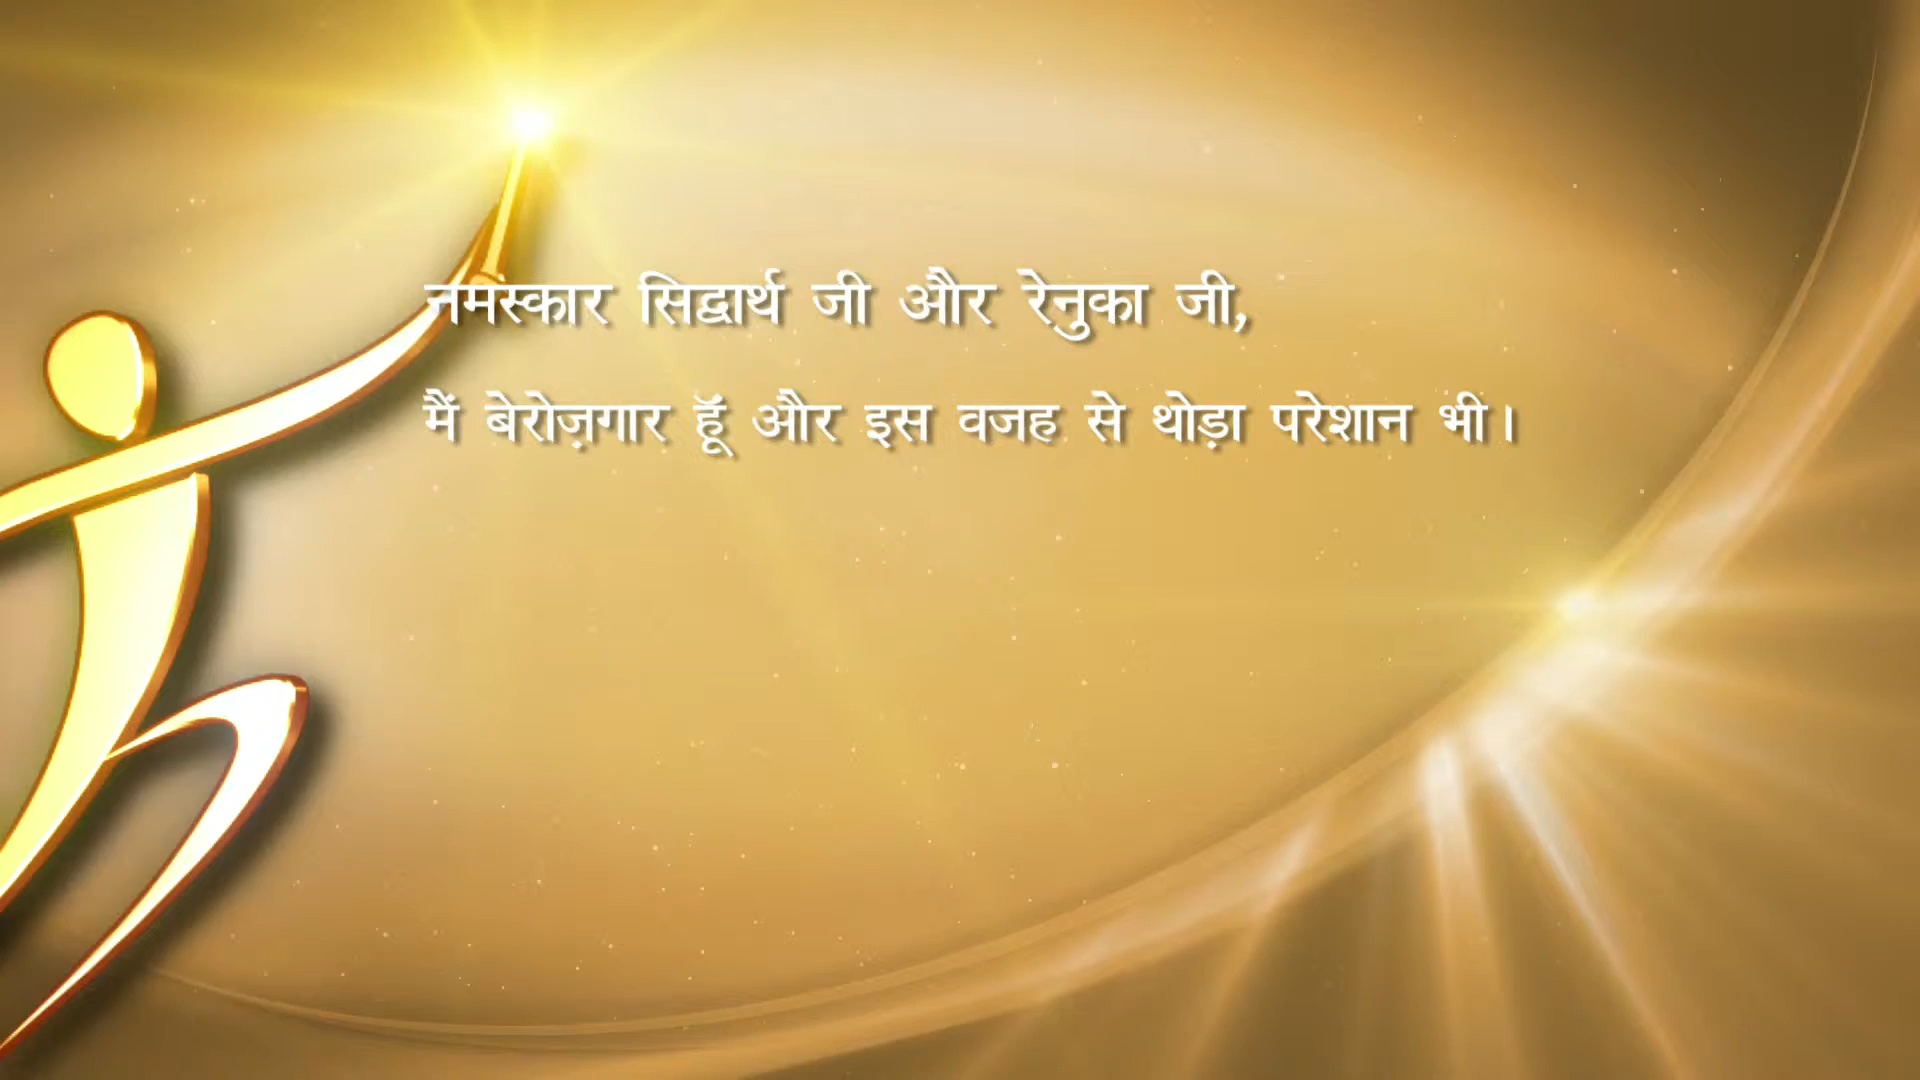 नमस्कार सिद्वार्थ जी और रेनुका जी,
मैं बेरोज़गार हूॅं और इस वजह से थोड़ा परेशान भी।